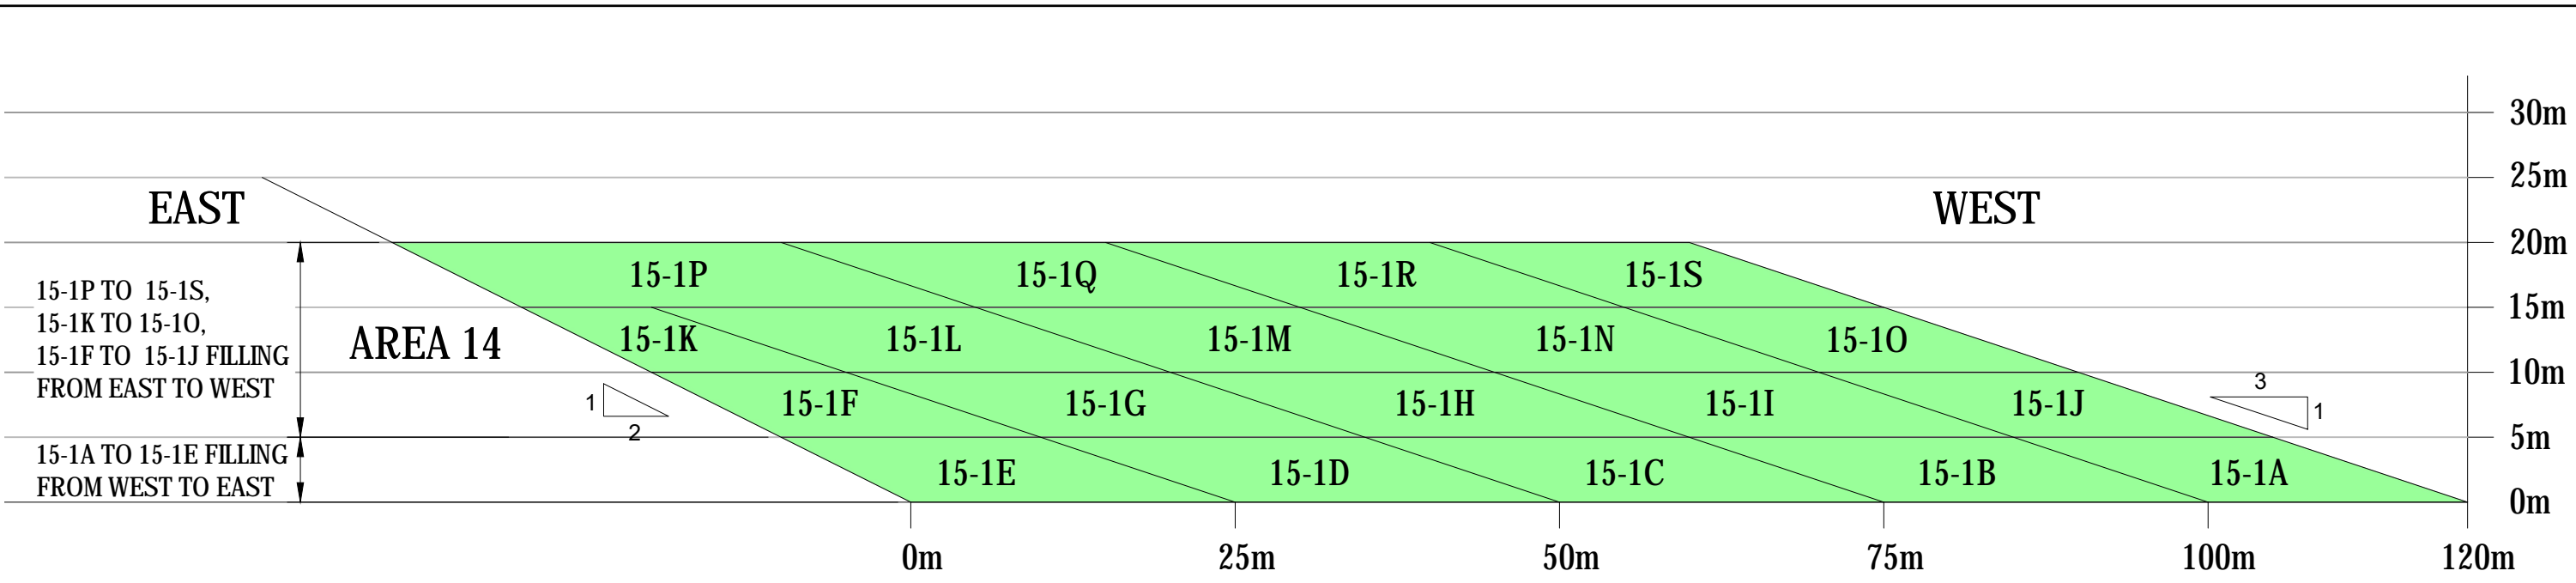 30m
25m
EAST
WEST
20m
15-1P
15-1Q
15-1R
15-1S
15-1P TO 15-1S,
15-1K TO 15-1O,
15-1F TO 15-1J FILLING
FROM EAST TO WEST
15m
AREA 14
15-1K
15-1L
15-1M
15-1N
15-1O
10m
1
2
15-1F
15-1G
15-1H
15-1I
15-1J
3
1
5m
15-1A TO 15-1E FILLING
FROM WEST TO EAST
15-1E
15-1D
15-1C
15-1B
15-1A
0m
0m
25m
50m
75m
100m
120m